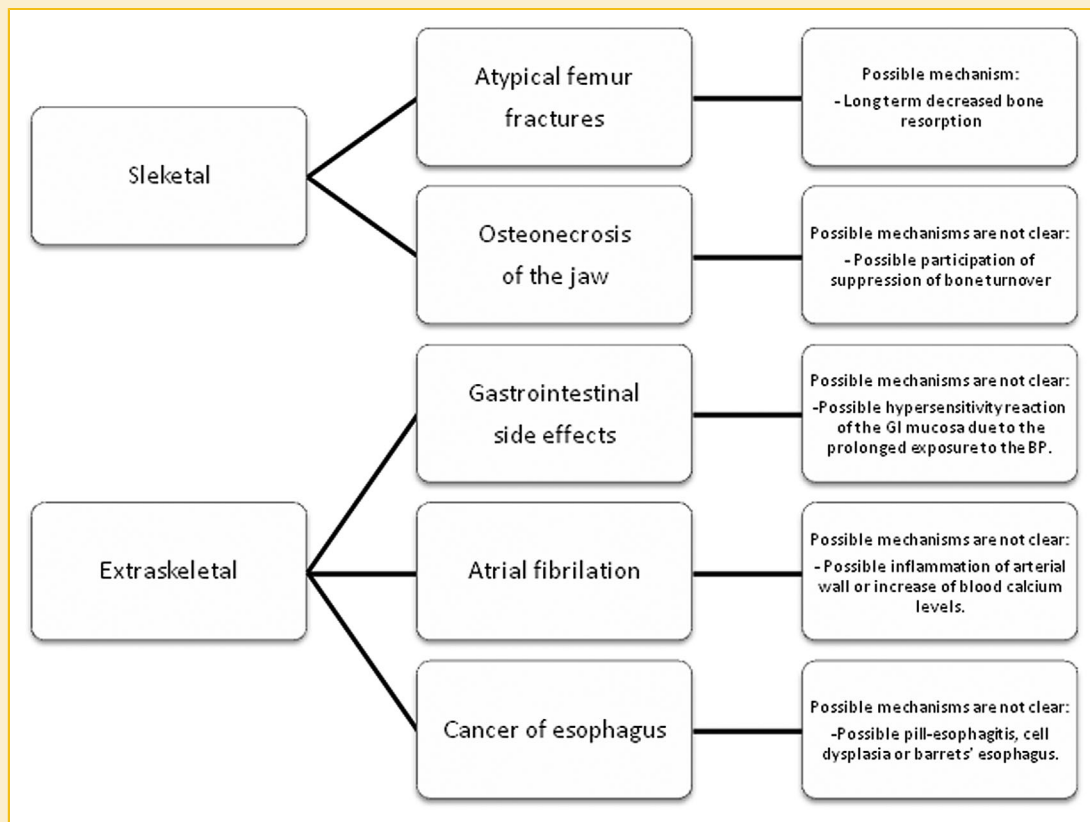 Sleketal
Atypical femur
fractures
Possible mechanism:
- Long term decreased bone
resorption
Osteonecrosis
of the jaw
Possible mechanisms are not clear:
- Possible participation of
suppression of bone turnover
Extraskeletal
Gastrointestinal
side effects
Possible mechanisms are not clear:
-Possible hypersensitivity reaction
of the GI mucosa due to the
prolonged exposure to the BP.
Atrial fibrilation
Possible mechanisms are not clear:
- Possible inflammation of arterial
wall or increase of blood calcium
levels.
Cancer of esophagus
Possible mechanisms are not clear:
-Possible pill-esophagitis, cell
dysplasia or barrets' esophagus.